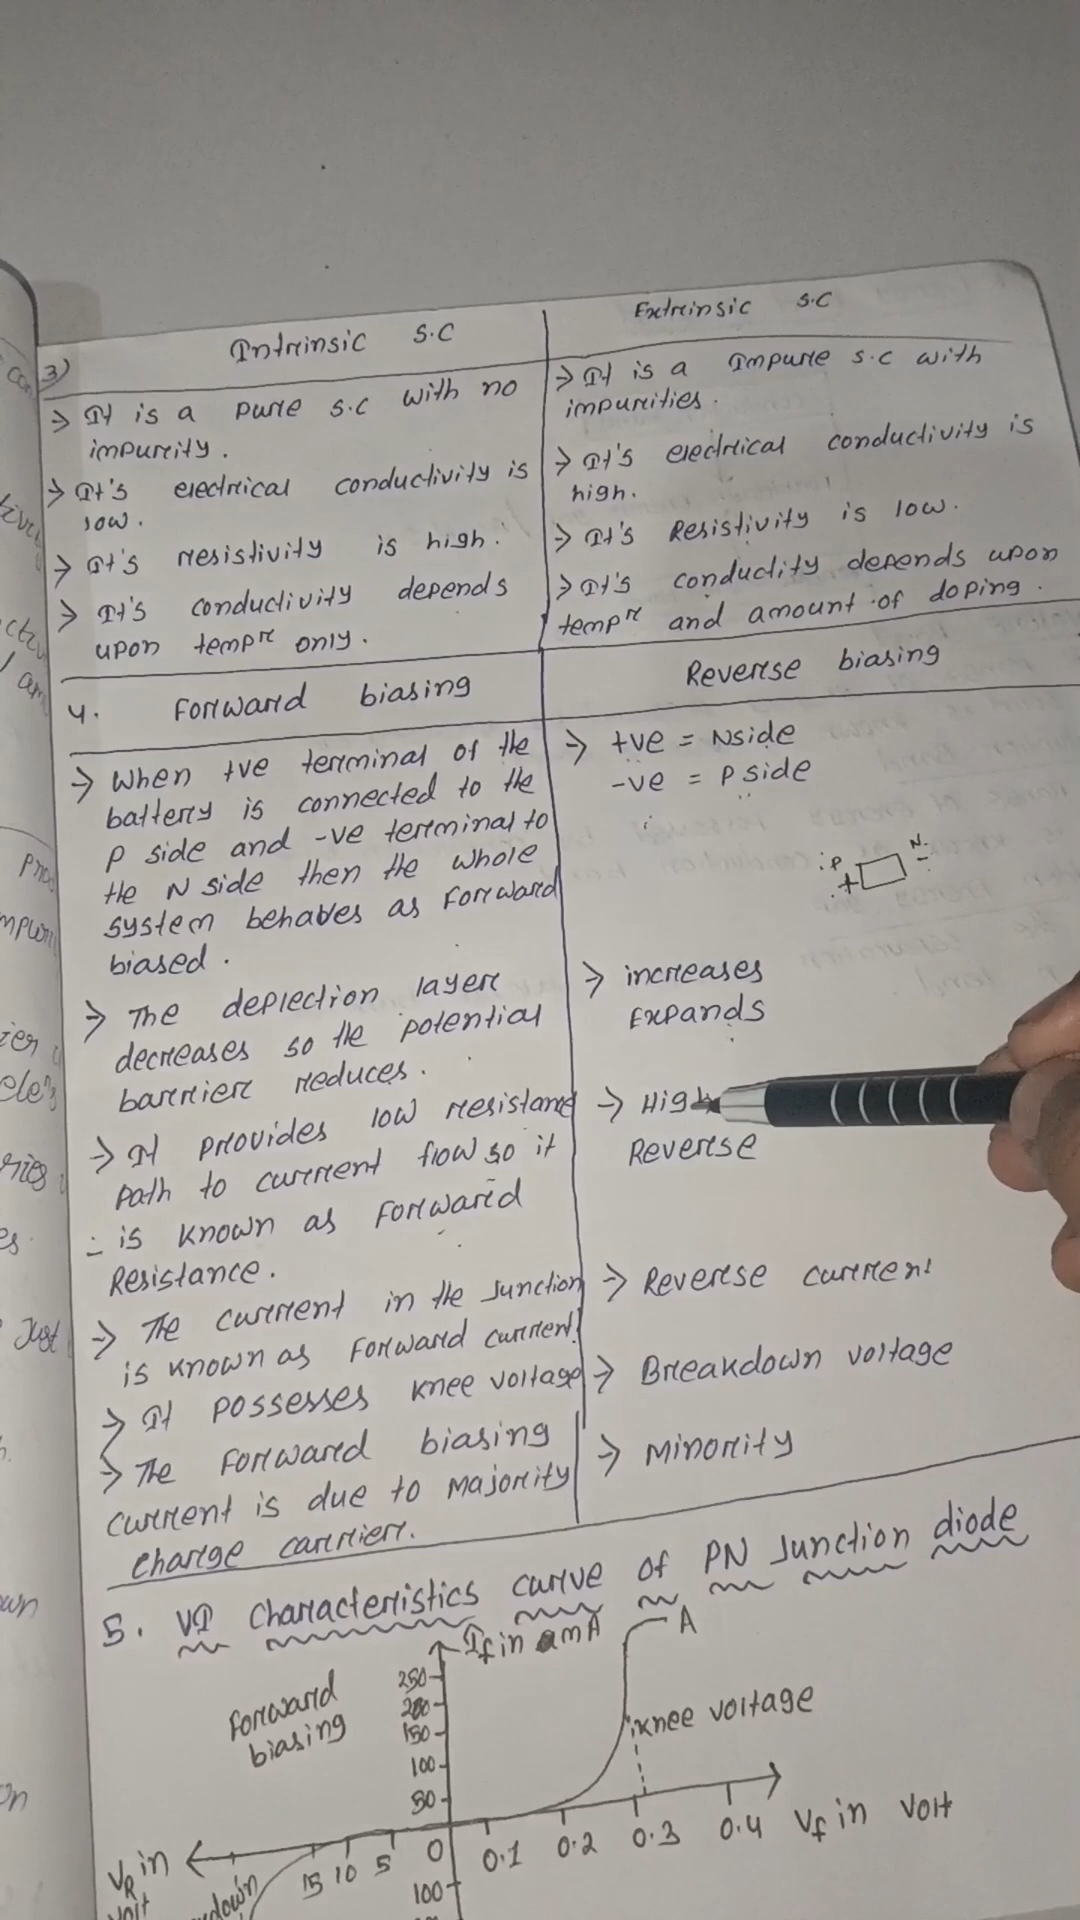 3) Intrinsic S.C
Extrinsic S.C
→ It is a pure s.c with no
impurity.
→ It's electrical conductivity is
low.
→ It's resistivity is high.
→ It's conductivity depends
upon tempr only.
→ It is a Impure s.c with
impurities.
→ It's electrical conductivity is
high.
→ It's Resistivity is low.
→ It's conductity depends upon
tempr and amount of doping.
4. Forward biasing
Reverse biasing
→ When +ve terminal of the
battery is connected to the
P side and -ve terminal to
the N side then the whole
system behabes as Forward
biased.
→ The deplection layer
decreases so the potential
barrier reduces.
→ It provides low resistance
path to current flow so it
is known as Forward
Resistance.
→ The current in the Junction
is known as Forward current.
→ It possesses knee voltage
→ The Forward biasing
current is due to Majority
charge carrier.
→ +ve = N side
-ve = P side
P N
+ -
→ increases
Expands
→ High
Reverse
→ Reverse current
→ Breakdown voltage
→ Minority
5. VI Characteristics curve of PN Junction diode
If in mA
A
Forward
biasing
250
200
150
100
50
knee voltage
0 0.1 0.2 0.3 0.4 Vf in volt
VR in
volt
15 10 5
100